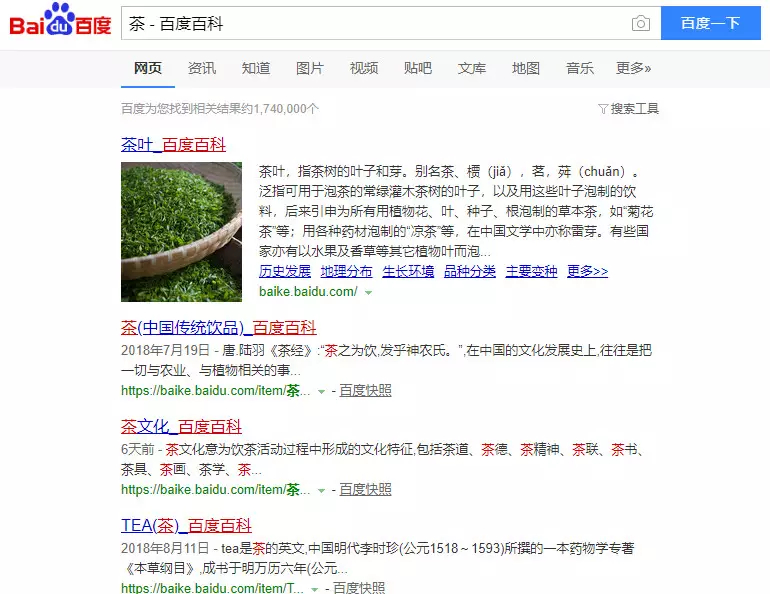 Bai du 百度
茶 - 百度百科
百度一下
网页 资讯 知道 图片 视频 贴吧 文库 地图 音乐 更多»
百度为您找到相关结果约1,740,000个
搜索工具
茶叶_百度百科
茶叶，指茶树的叶子和芽。别名茶、槚（jiǎ），茗，荈（chuǎn）。
泛指可用于泡茶的常绿灌木茶树的叶子，以及用这些叶子泡制的饮
料，后来引申为所有用植物花、叶、种子、根泡制的草本茶，如“菊花
茶”等；用各种药材泡制的“凉茶”等，在中国文学中亦称雷芽。有些国
家亦有以水果及香草等其它植物叶而泡...
历史发展 地理分布 生长环境 品种分类 主要变种 更多>>
baike.baidu.com/
茶(中国传统饮品)_百度百科
2018年7月19日 - 唐.陆羽《茶经》:“茶之为饮,发乎神农氏。”,在中国的文化发展史上,往往是把
一切与农业、与植物相关的事...
https://baike.baidu.com/item/茶... - 百度快照
茶文化_百度百科
6天前 - 茶文化意为饮茶活动过程中形成的文化特征,包括茶道、茶德、茶精神、茶联、茶书、
茶具、茶画、茶学、茶...
https://baike.baidu.com/item/茶... - 百度快照
TEA(茶)_百度百科
2018年8月11日 - tea是茶的英文,中国明代李时珍(公元1518～1593)所撰的一本药物学专著
《本草纲目》,成书于明万历六年(公元...
https://baike.baidu.com/item/T... - 百度快照